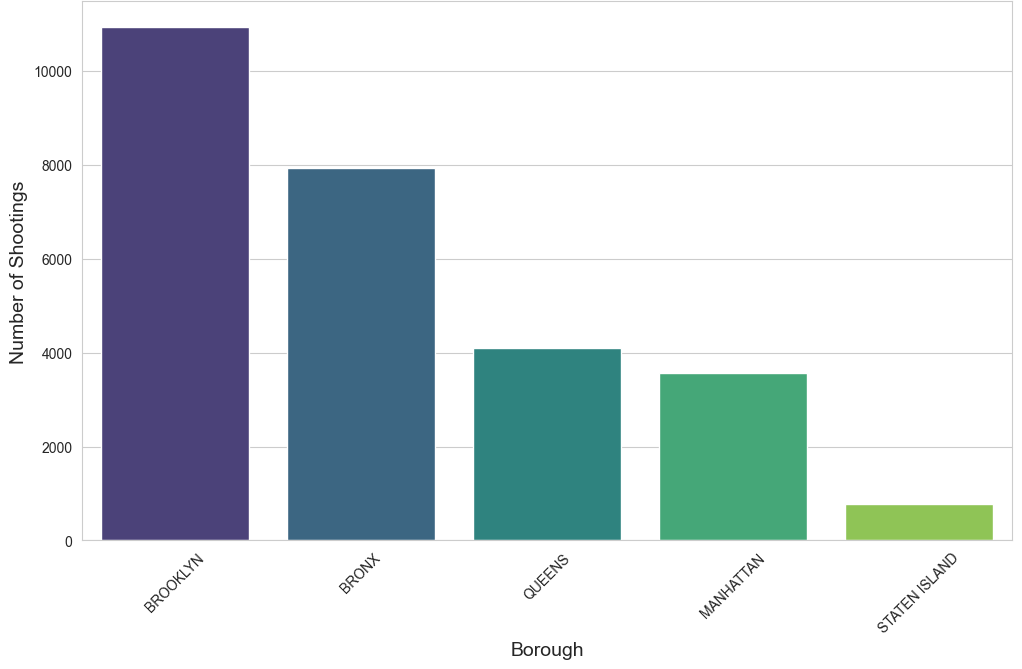 Number of Shootings
10000
8000
6000
4000
2000
0
BROOKLYN
BRONX
QUEENS
MANHATTAN
STATEN ISLAND
Borough